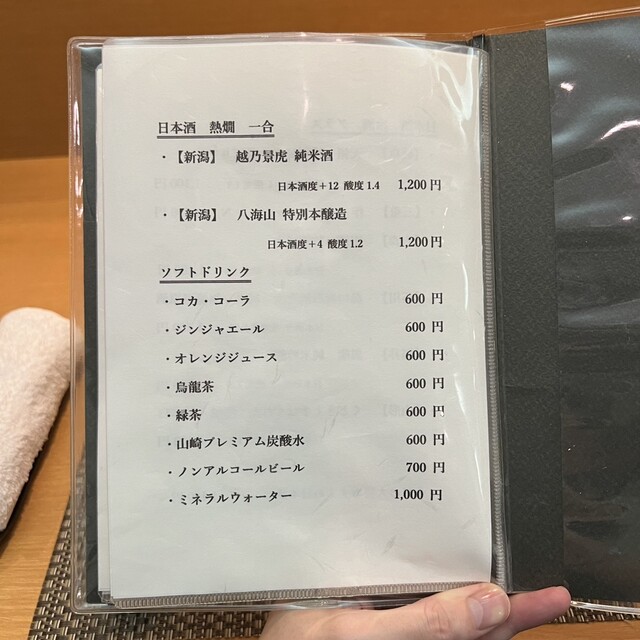 日本酒 熱燗 一合
・【新潟】 越乃景虎 純米酒
日本酒度＋12 酸度 1.4 1,200 円
・【新潟】 八海山 特別本醸造
日本酒度＋4 酸度 1.2 1,200 円
ソフトドリンク
・コカ・コーラ 600 円
・ジンジャエール 600 円
・オレンジジュース 600 円
・烏龍茶 600 円
・緑茶 600 円
・山崎プレミアム炭酸水 600 円
・ノンアルコールビール 700 円
・ミネラルウォーター 1,000 円